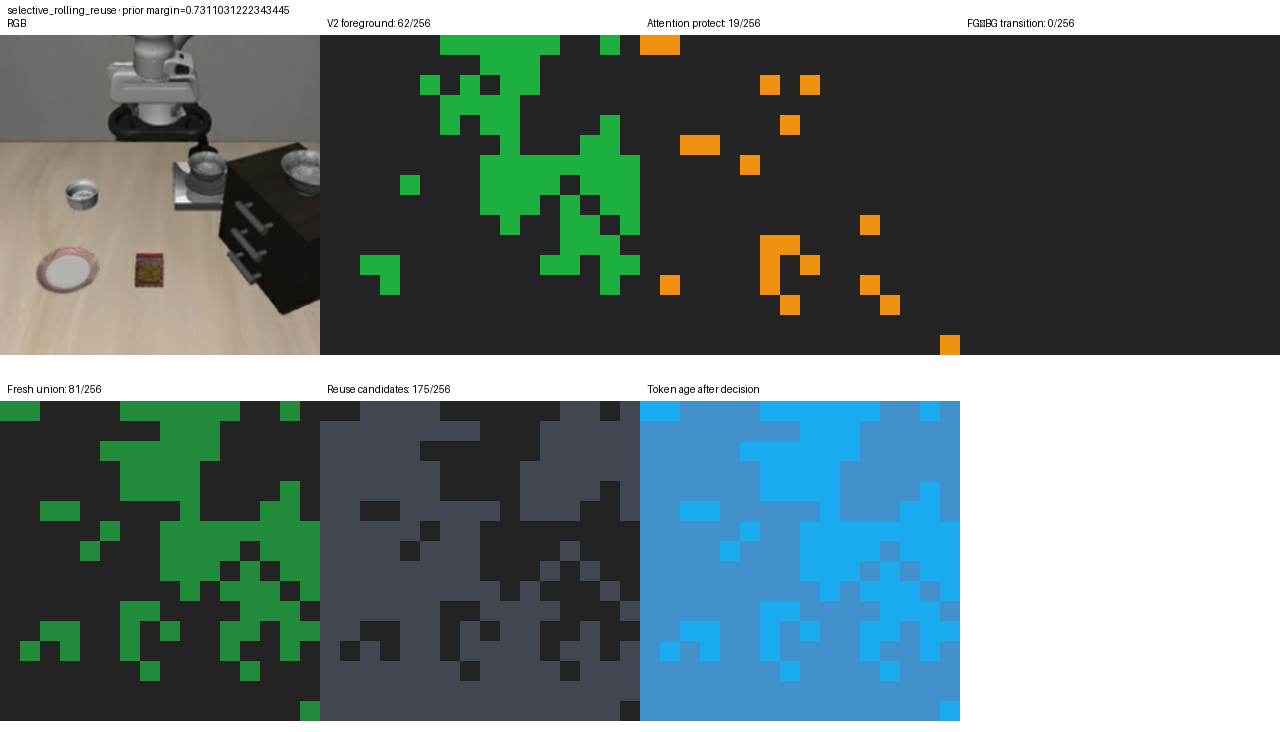 selective_rolling_reuse · prior margin=0.7311031222343445
RGB
V2 foreground: 62/256
Attention protect: 19/256
transition: 0/256
Fresh union: 81/256
Reuse candidates: 175/256
Token age after decision